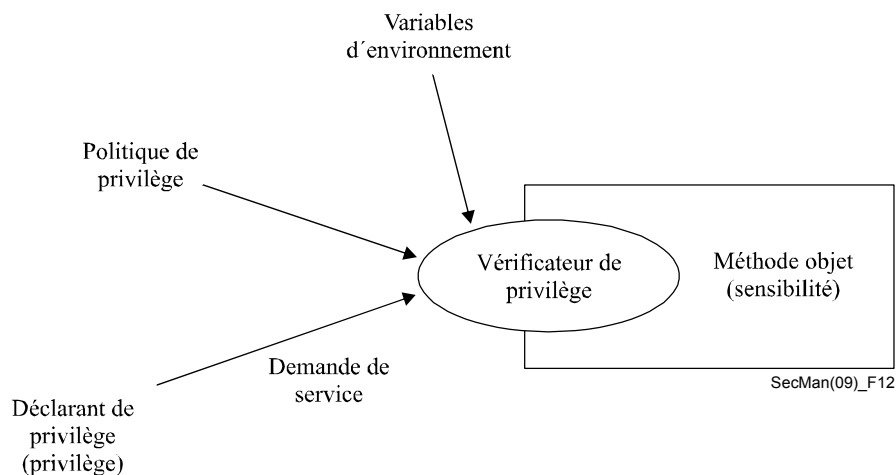 Variables
d´environnement
Politique de
privilège
Vérificateur de
privilège
Méthode objet
(sensibilité)
Demande de
service
SecMan(09)_F12
Déclarant de
privilège
(privilège)